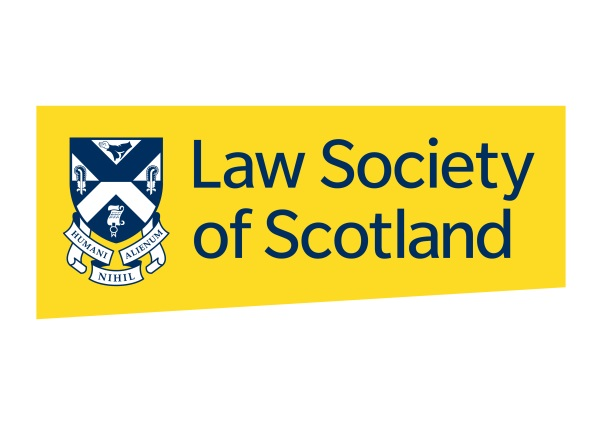 Law Society
of Scotland
HUMANI NIHIL ALIENUM